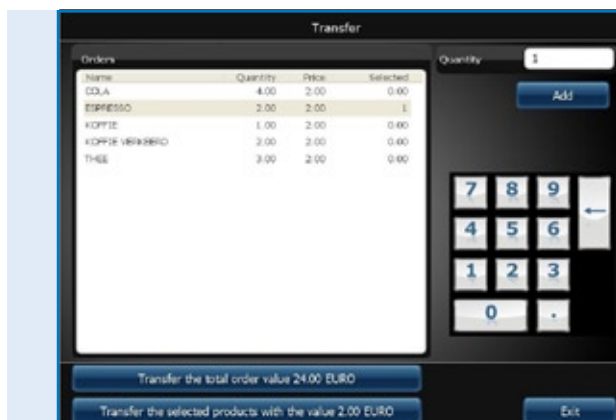 Transfer
Orders
Quantity 1
Name Quantity Price Selected
COLA 4.00 2.00 0.00
ESPRESSO 2.00 2.00 1
KOFFIE 1.00 2.00 0.00
KOFFIE VERKEERD 2.00 2.00 0.00
THEE 3.00 2.00 0.00
Add
7 8 9 ←
4 5 6
1 2 3
0 .
Transfer the total order value 24.00 EURO
Transfer the selected products with the value 2.00 EURO
Exit